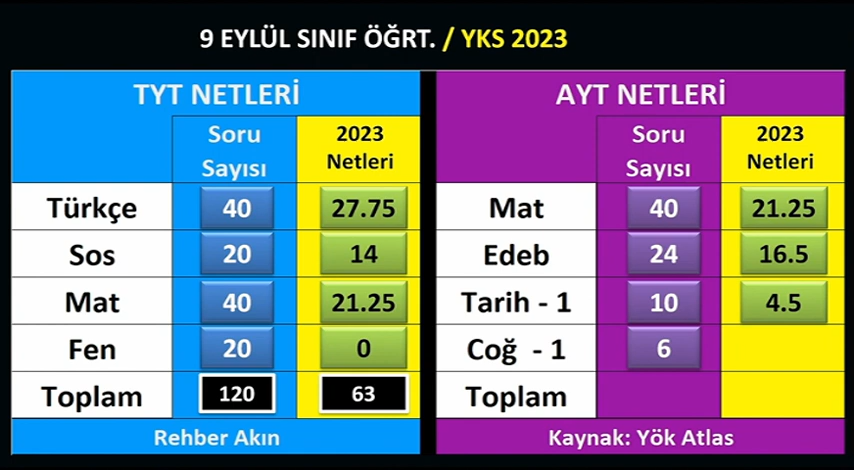 9 EYLÜL SINIF ÖĞRT. / YKS 2023
TYT NETLERİ
Soru Sayısı 2023 Netleri
Türkçe 40 27.75
Sos 20 14
Mat 40 21.25
Fen 20 0
Toplam 120 63
Rehber Akın
AYT NETLERİ
Soru Sayısı 2023 Netleri
Mat 40 21.25
Edeb 24 16.5
Tarih - 1 10 4.5
Coğ - 1 6
Toplam
Kaynak: Yök Atlas